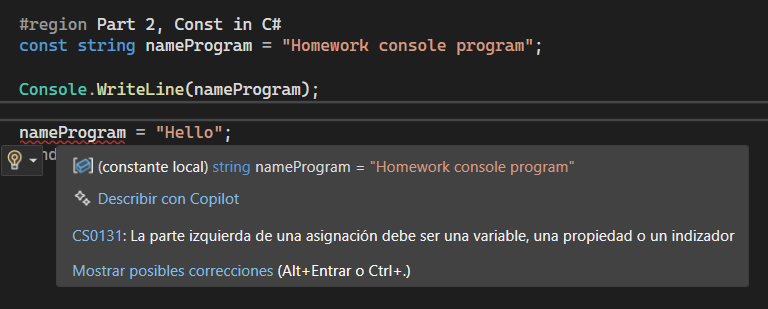 #region Part 2, Const in C#
const string nameProgram = "Homework console program";
Console.WriteLine(nameProgram);
nameProgram = "Hello";
(constante local) string nameProgram = "Homework console program"
Describir con Copilot
CS0131: La parte izquierda de una asignación debe ser una variable, una propiedad o un indizador
Mostrar posibles correcciones (Alt+Entrar o Ctrl+.)